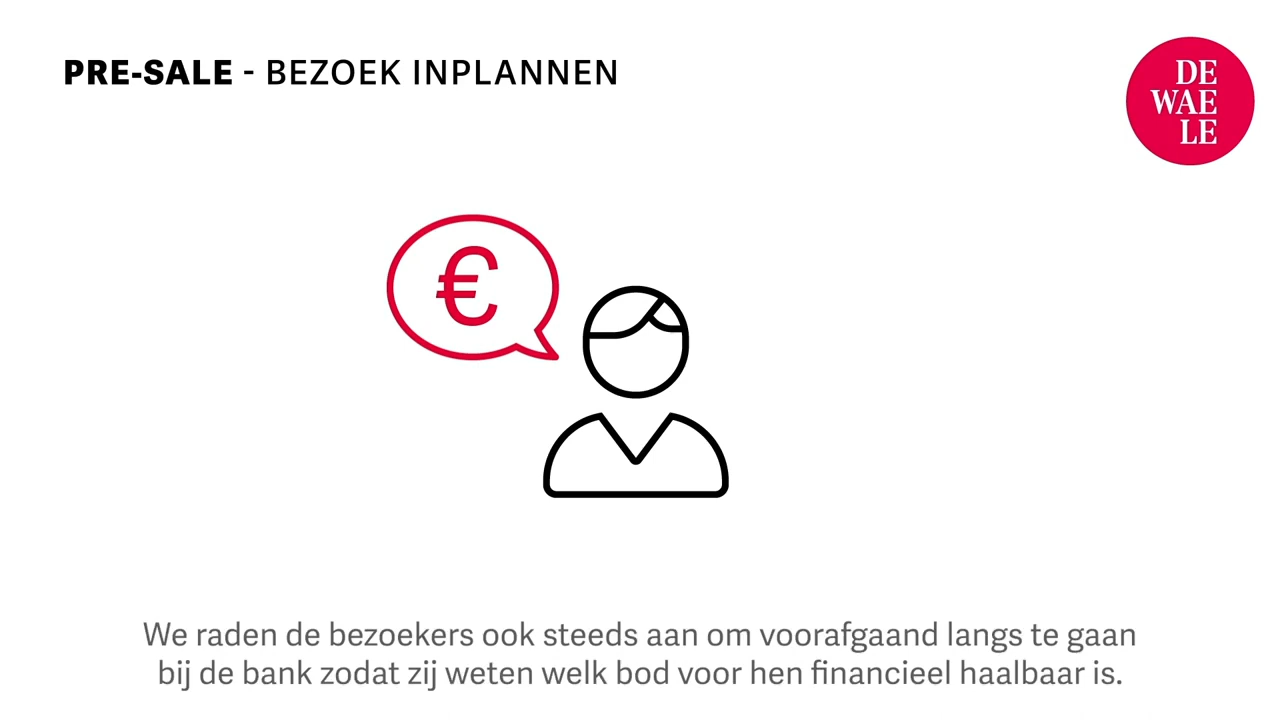 PRE-SALE - BEZOEK INPLANNEN
DE
WAE
LE
€
We raden de bezoekers ook steeds aan om voorafgaand langs te gaan
bij de bank zodat zij weten welk bod voor hen financieel haalbaar is.